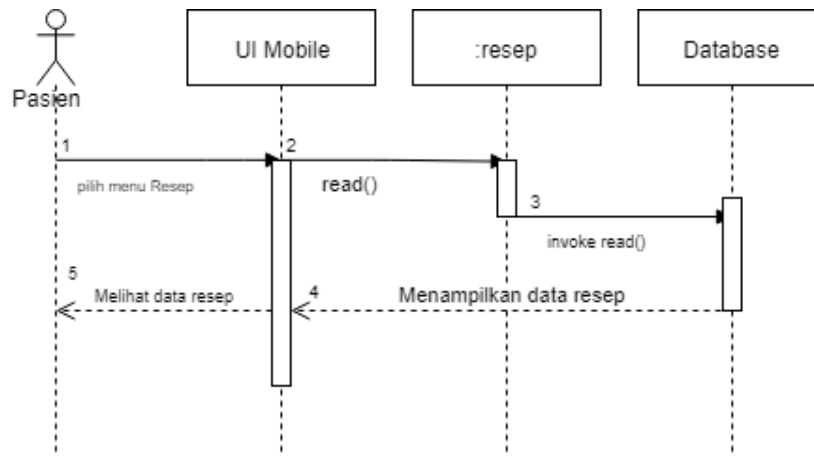 UI Mobile
:resep
Database
Pasien
1
2
pilih menu Resep
read()
3
invoke read()
5
Melihat data resep
4
Menampilkan data resep